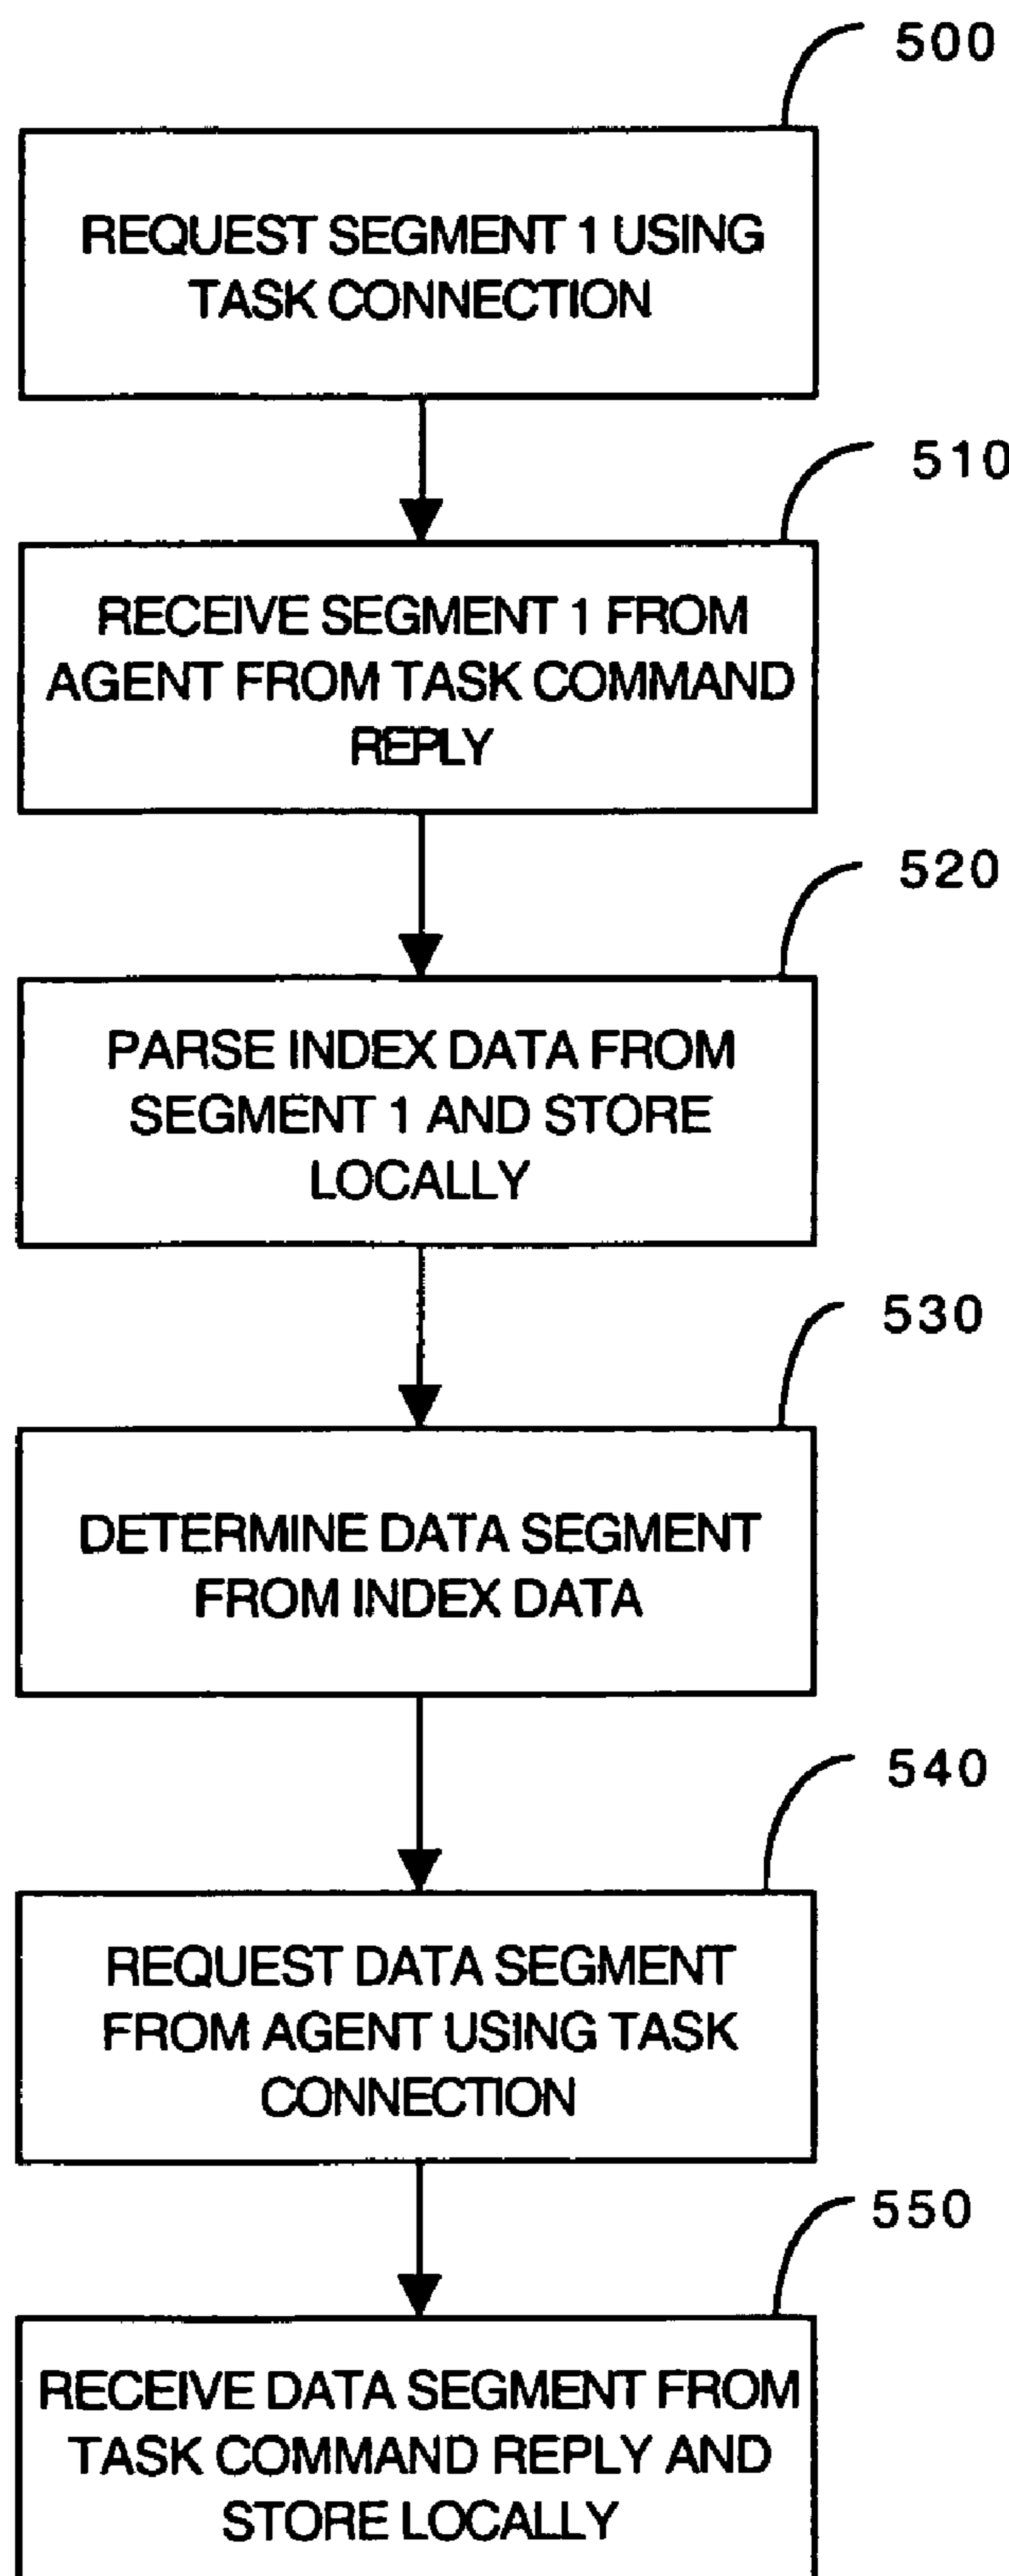 500
REQUEST SEGMENT 1 USING
TASK CONNECTION
510
RECEIVE SEGMENT 1 FROM
AGENT FROM TASK COMMAND
REPLY
520
PARSE INDEX DATA FROM
SEGMENT 1 AND STORE
LOCALLY
530
DETERMINE DATA SEGMENT
FROM INDEX DATA
540
REQUEST DATA SEGMENT
FROM AGENT USING TASK
CONNECTION
550
RECEIVE DATA SEGMENT FROM
TASK COMMAND REPLY AND
STORE LOCALLY